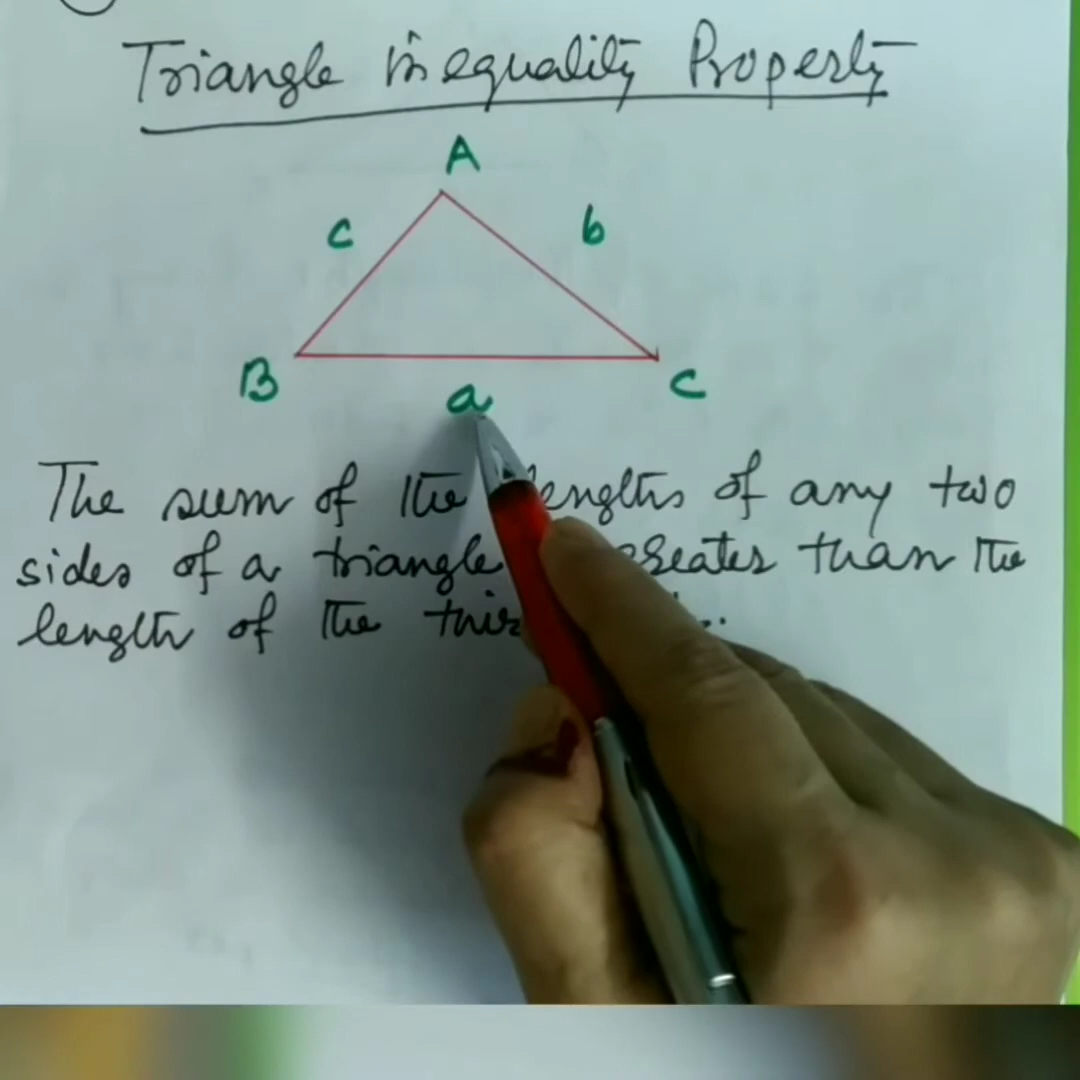 Triangle inequality Property
A
c b
B C
a
The sum of the lengths of any two
sides of a triangle greater than the
length of the